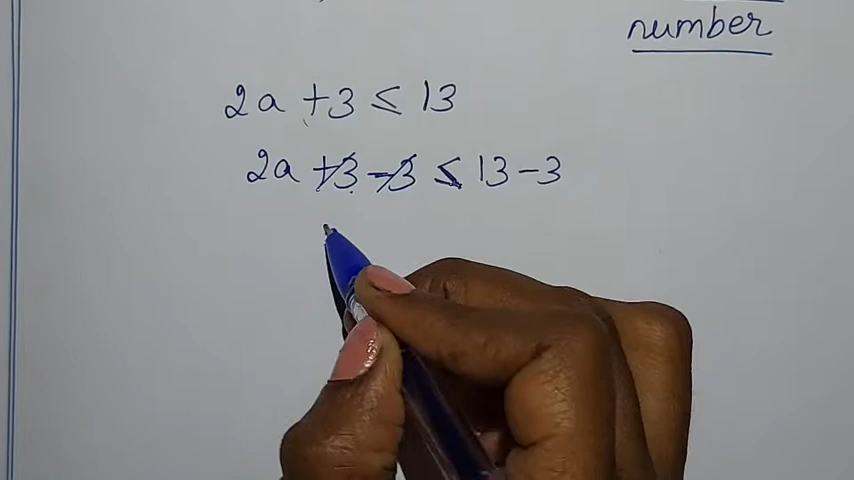 number
2a +3 ≤ 13
2a +3 -3 ≤ 13-3